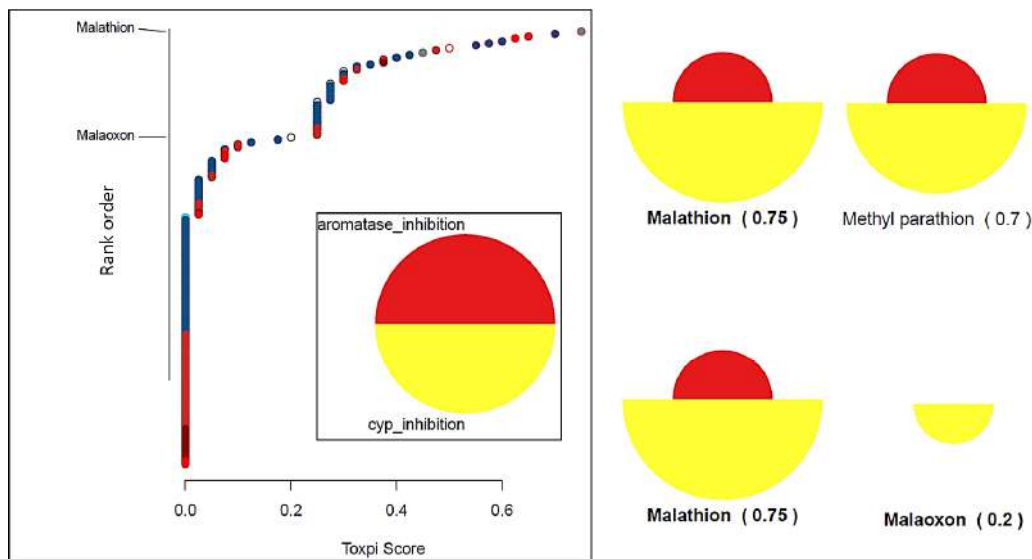 Malathion
Malaoxon
Rank order
aromatase_inhibition
cyp_inhibition
0.0 0.2 0.4 0.6
Toxpi Score
Malathion ( 0.75 ) Methyl parathion ( 0.7 )
Malathion ( 0.75 ) Malaoxon ( 0.2 )